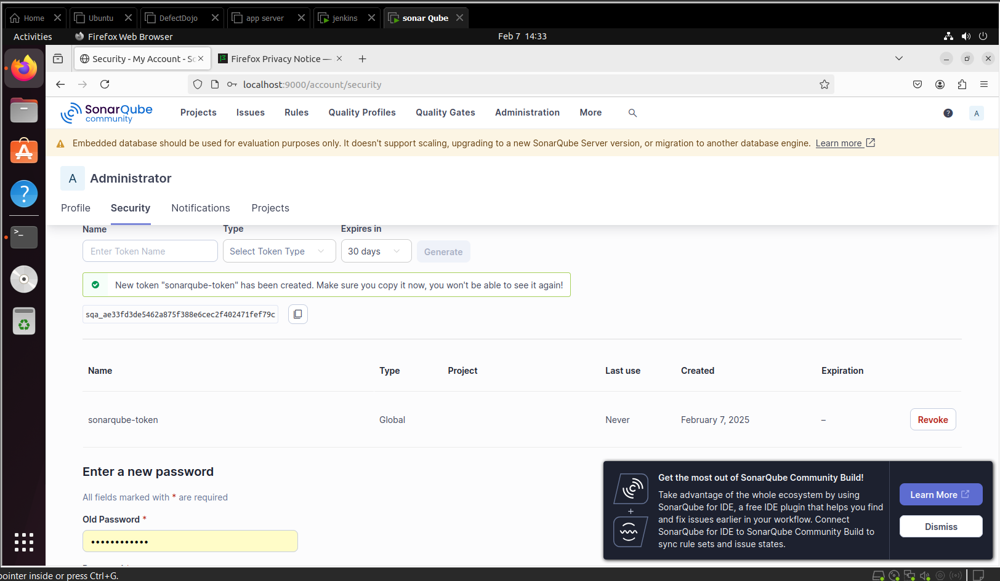 Home
Ubuntu
DefectDojo
app server
jenkins
sonar Qube
Activities
Firefox Web Browser
Feb 7 14:33
Security - My Account - So
Firefox Privacy Notice —
localhost:9000/account/security
SonarQube
community
Projects
Issues
Rules
Quality Profiles
Quality Gates
Administration
More
?
A
Embedded database should be used for evaluation purposes only. It doesn't support scaling, upgrading to a new SonarQube Server version, or migration to another database engine. Learn more
A
Administrator
Profile
Security
Notifications
Projects
Name
Type
Expires in
Enter Token Name
Select Token Type
30 days
Generate
New token "sonarqube-token" has been created. Make sure you copy it now, you won't be able to see it again!
sqa_ae33fd3de5462a875f388e6cec2f402471fef79c
Name
Type
Project
Last use
Created
Expiration
sonarqube-token
Global
Never
February 7, 2025
–
Revoke
Enter a new password
All fields marked with * are required
Old Password *
••••••••••••
Get the most out of SonarQube Community Build!
Take advantage of the whole ecosystem by using
SonarQube for IDE, a free IDE plugin that helps you find
and fix issues earlier in your workflow. Connect
SonarQube for IDE to SonarQube Community Build to
sync rule sets and issue states.
Learn More
Dismiss
pointer inside or press Ctrl+G.